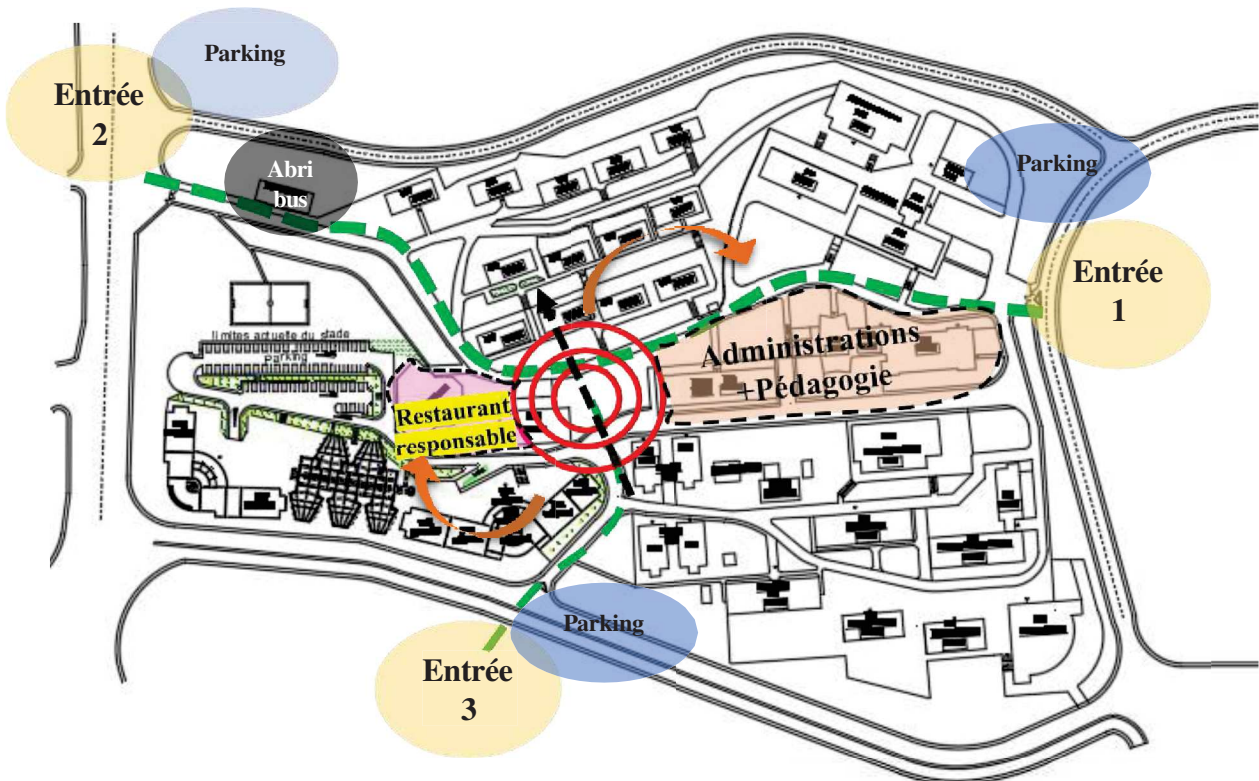 Parking
Entrée
2
Abri
bus
Parking
Entrée
1
limites actuelle du stade
Parking
Administrations
+Pédagogie
Restaurant
responsable
Parking
Entrée
3